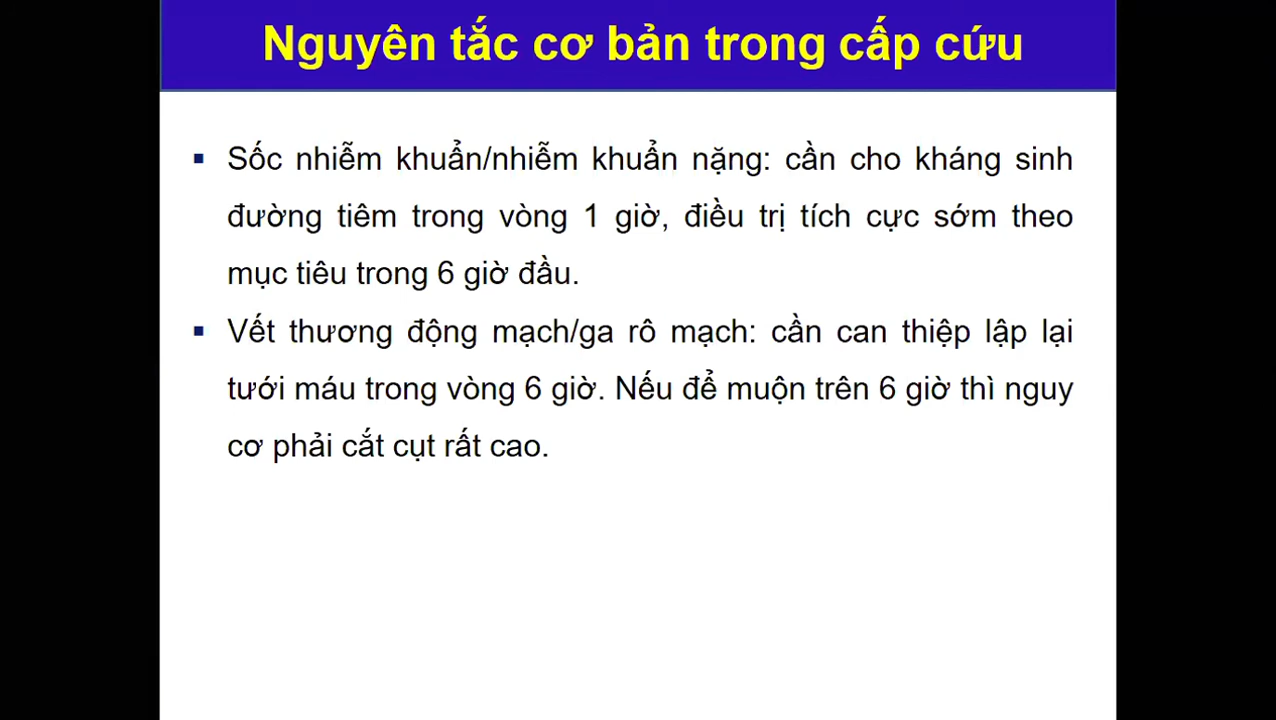 Nguyên tắc cơ bản trong cấp cứu
▪ Sốc nhiễm khuẩn/nhiễm khuẩn nặng: cần cho kháng sinh
đường tiêm trong vòng 1 giờ, điều trị tích cực sớm theo
mục tiêu trong 6 giờ đầu.
▪ Vết thương động mạch/ga rô mạch: cần can thiệp lập lại
tưới máu trong vòng 6 giờ. Nếu để muộn trên 6 giờ thì nguy
cơ phải cắt cụt rất cao.